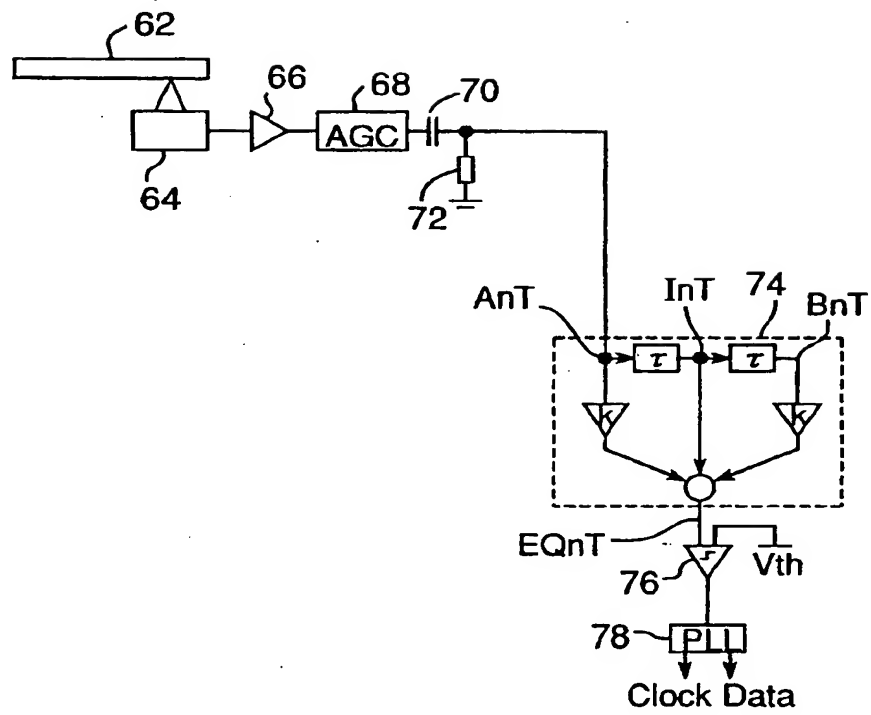 62
66
68
70
AGC
64
72
AnT
InT
74
BnT
τ
τ
K
K
EQnT
76
Vth
78
PLL
Clock Data